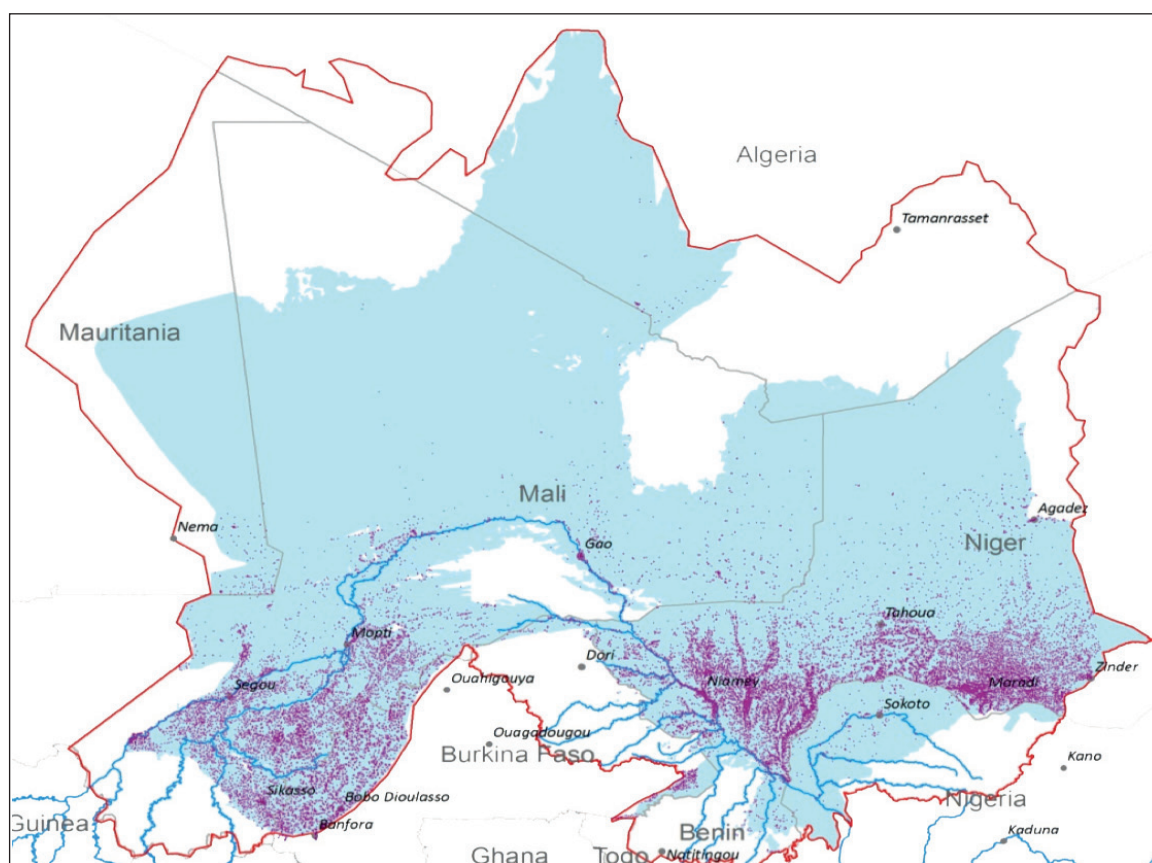 Algeria
Tamanrasset
Mauritania
Mali
Nema
Agadez
Gao
Niger
Tahoua
Mopti
Dori
Zinder
Segou
Niamey
Maradi
Ouahigouya
Sokoto
Ouagadougou
Burkina Faso
Kano
Sikasso
Bobo Dioulasso
Nigeria
Guinea
Banfora
Benin
Kaduna
Ghana
Togo
Natitingou